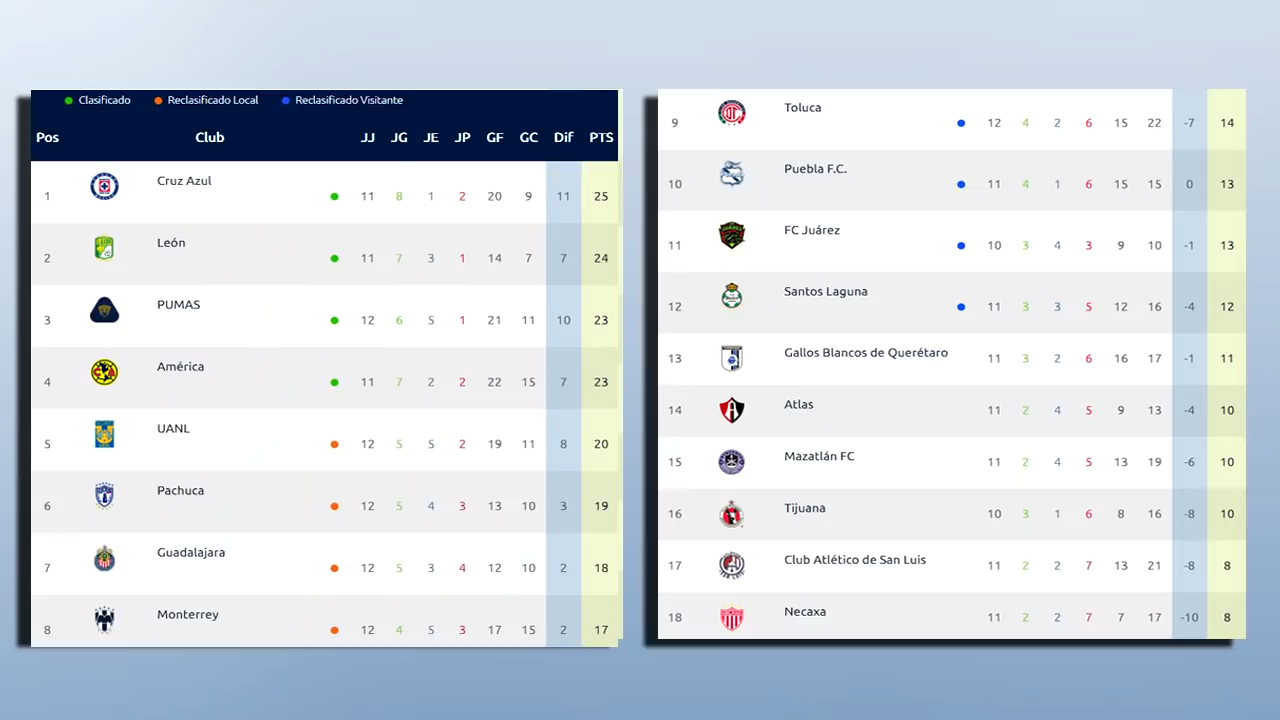 Clasificado Reclasificado Local Reclasificado Visitante
Pos Club JJ JG JE JP GF GC Dif PTS
1 Cruz Azul 11 8 1 2 20 9 11 25
2 León 11 7 3 1 14 7 7 24
3 PUMAS 12 6 5 1 21 11 10 23
4 América 11 7 2 2 22 15 7 23
5 UANL 12 5 5 2 19 11 8 20
6 Pachuca 12 5 4 3 13 10 3 19
7 Guadalajara 12 5 3 4 12 10 2 18
8 Monterrey 12 4 5 3 17 15 2 17
9 Toluca 12 4 2 6 15 22 -7 14
10 Puebla F.C. 11 4 1 6 15 15 0 13
11 FC Juárez 10 3 4 3 9 10 -1 13
12 Santos Laguna 11 3 3 5 12 16 -4 12
13 Gallos Blancos de Querétaro 11 3 2 6 16 17 -1 11
14 Atlas 11 2 4 5 9 13 -4 10
15 Mazatlán FC 11 2 4 5 13 19 -6 10
16 Tijuana 10 3 1 6 8 16 -8 10
17 Club Atlético de San Luis 11 2 2 7 13 21 -8 8
18 Necaxa 11 2 2 7 7 17 -10 8